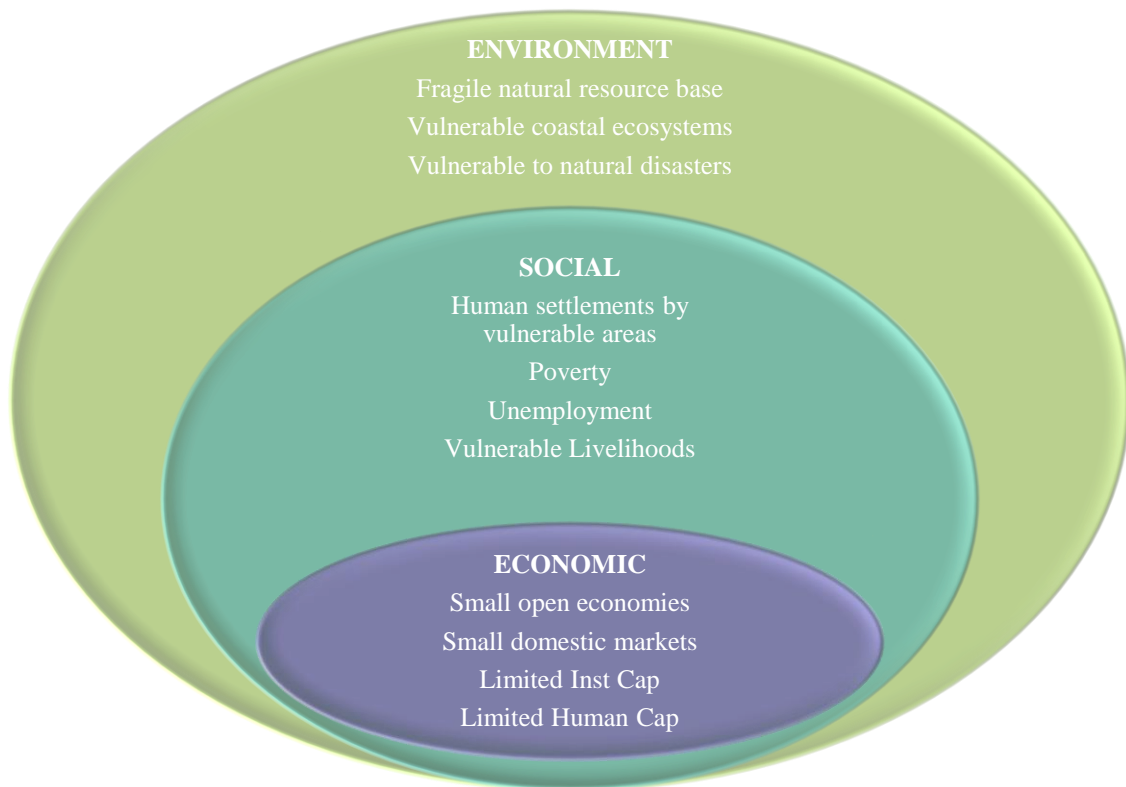 ENVIRONMENT
Fragile natural resource base
Vulnerable coastal ecosystems
Vulnerable to natural disasters
SOCIAL
Human settlements by
vulnerable areas
Poverty
Unemployment
Vulnerable Livelihoods
ECONOMIC
Small open economies
Small domestic markets
Limited Inst Cap
Limited Human Cap